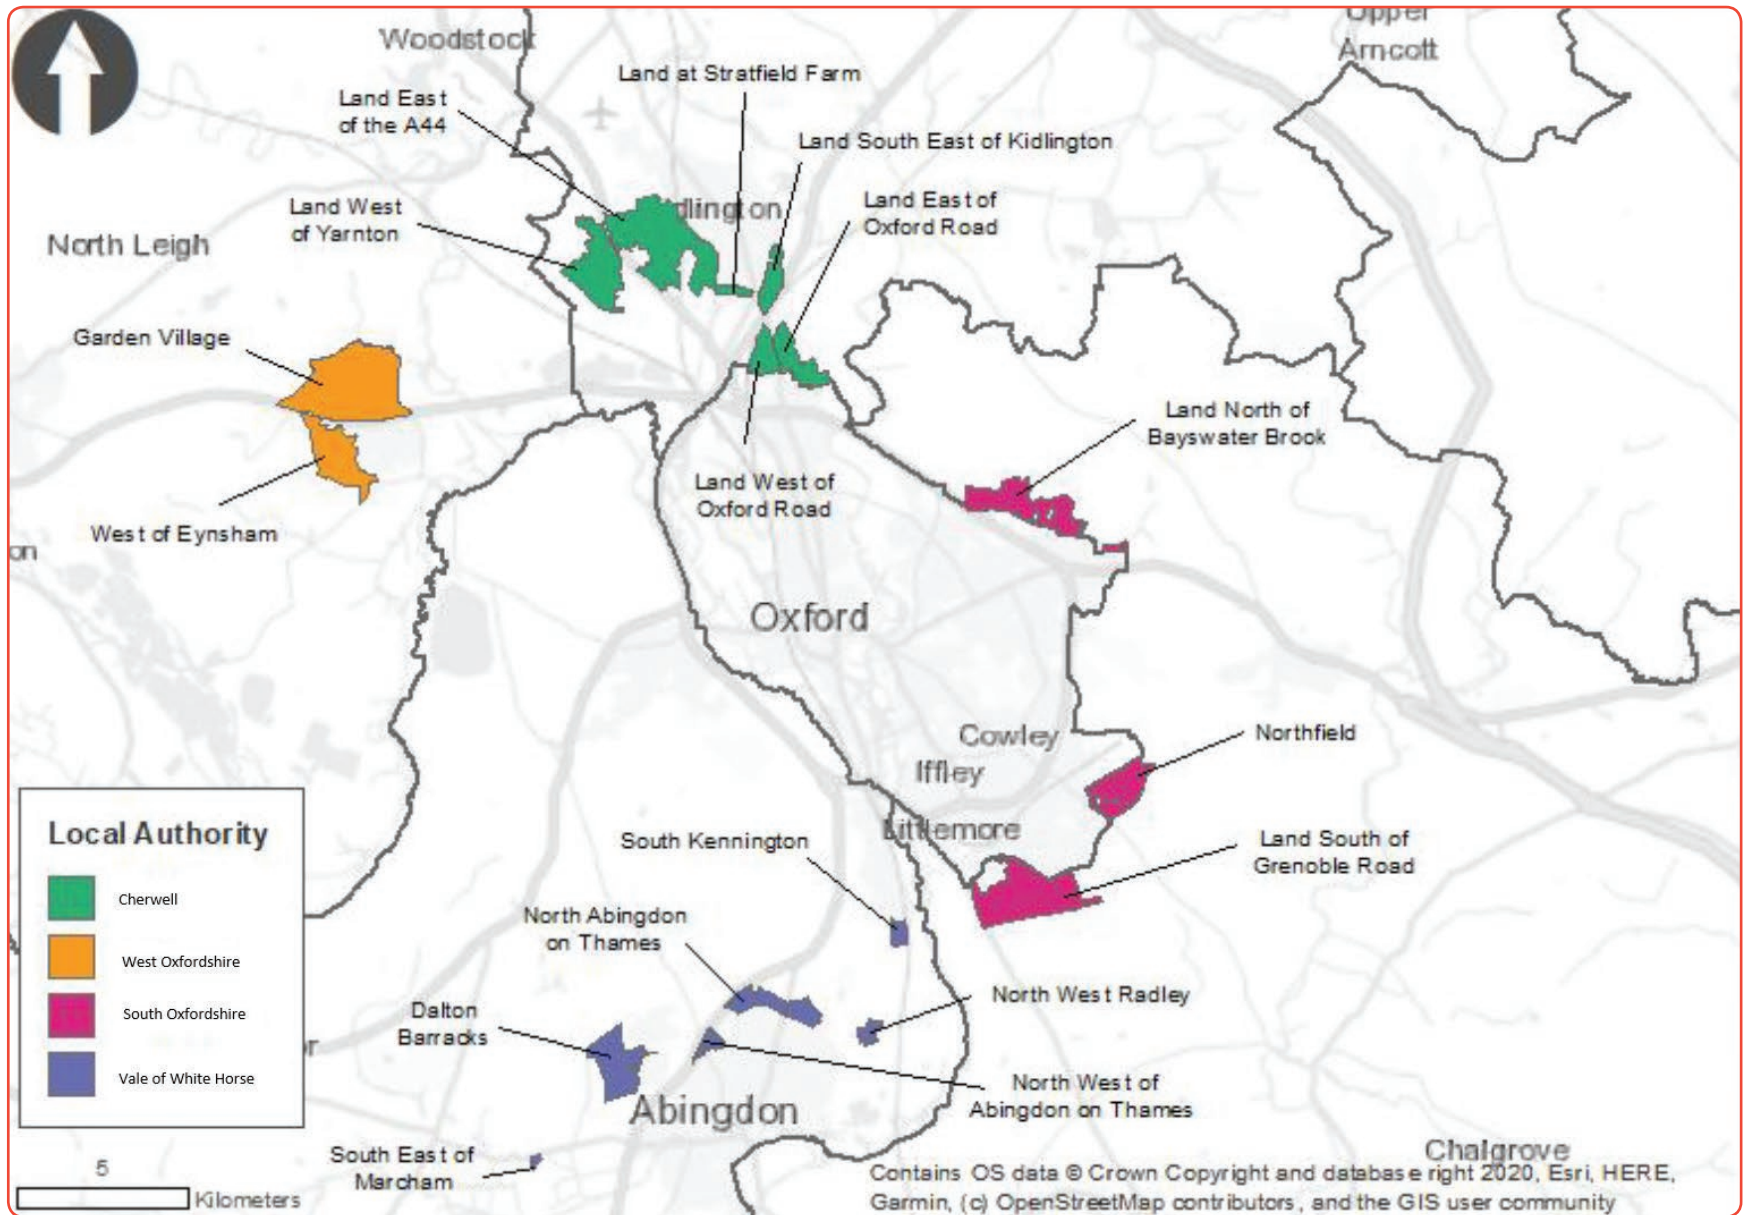 Woodstock
Upper
Arncott
Land at Stratfield Farm
Land East
of the A44
Land South East of Kidlington
Land West
of Yarnton
dlington
Land East of
Oxford Road
North Leigh
Garden Village
Land North of
Bayswater Brook
Land West of
Oxford Road
West of Eynsham
on
Oxford
Cowley
Iffley
Northfield
Littlemore
South Kennington
Land South of
Grenoble Road
Local Authority
Cherwell
West Oxfordshire
South Oxfordshire
Vale of White Horse
North Abingdon
on Thames
North West Radley
Dalton
Barracks
r
North West of
Abingdon on Thames
Abingdon
South East of
Marcham
Chalgrove
5
Kilometers
Contains OS data © Crown Copyright and database right 2020, Esri, HERE,
Garmin, (c) OpenStreetMap contributors, and the GIS user community